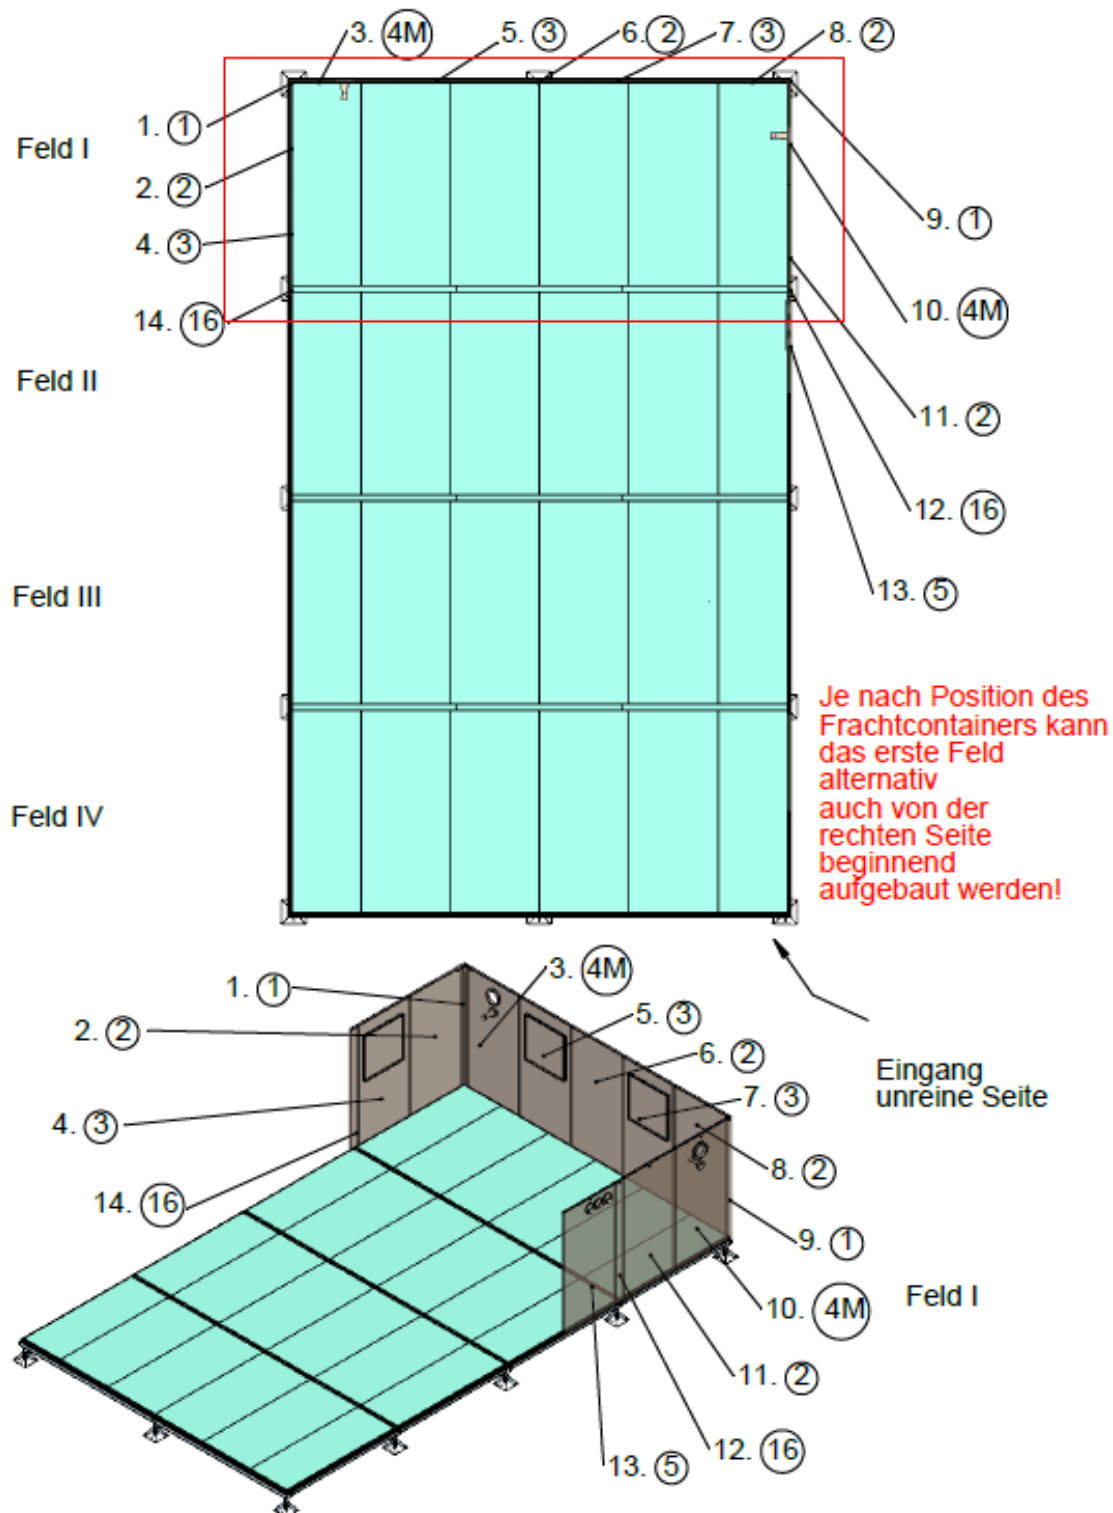 3. 4M
5. 3
6. 2
7. 3
8. 2
Feld I
1. 1
2. 2
4. 3
14. 16
9. 1
10. 4M
Feld II
11. 2
12. 16
13. 5
Feld III
Je nach Position des
Frachtcontainers kann
das erste Feld
alternativ
auch von der
rechten Seite
beginnend
aufgebaut werden!
Feld IV
3. 4M
1. 1
5. 3
2. 2
6. 2
Eingang
unreine Seite
7. 3
4. 3
8. 2
14. 16
9. 1
Feld I
10. 4M
11. 2
12. 16
13. 5